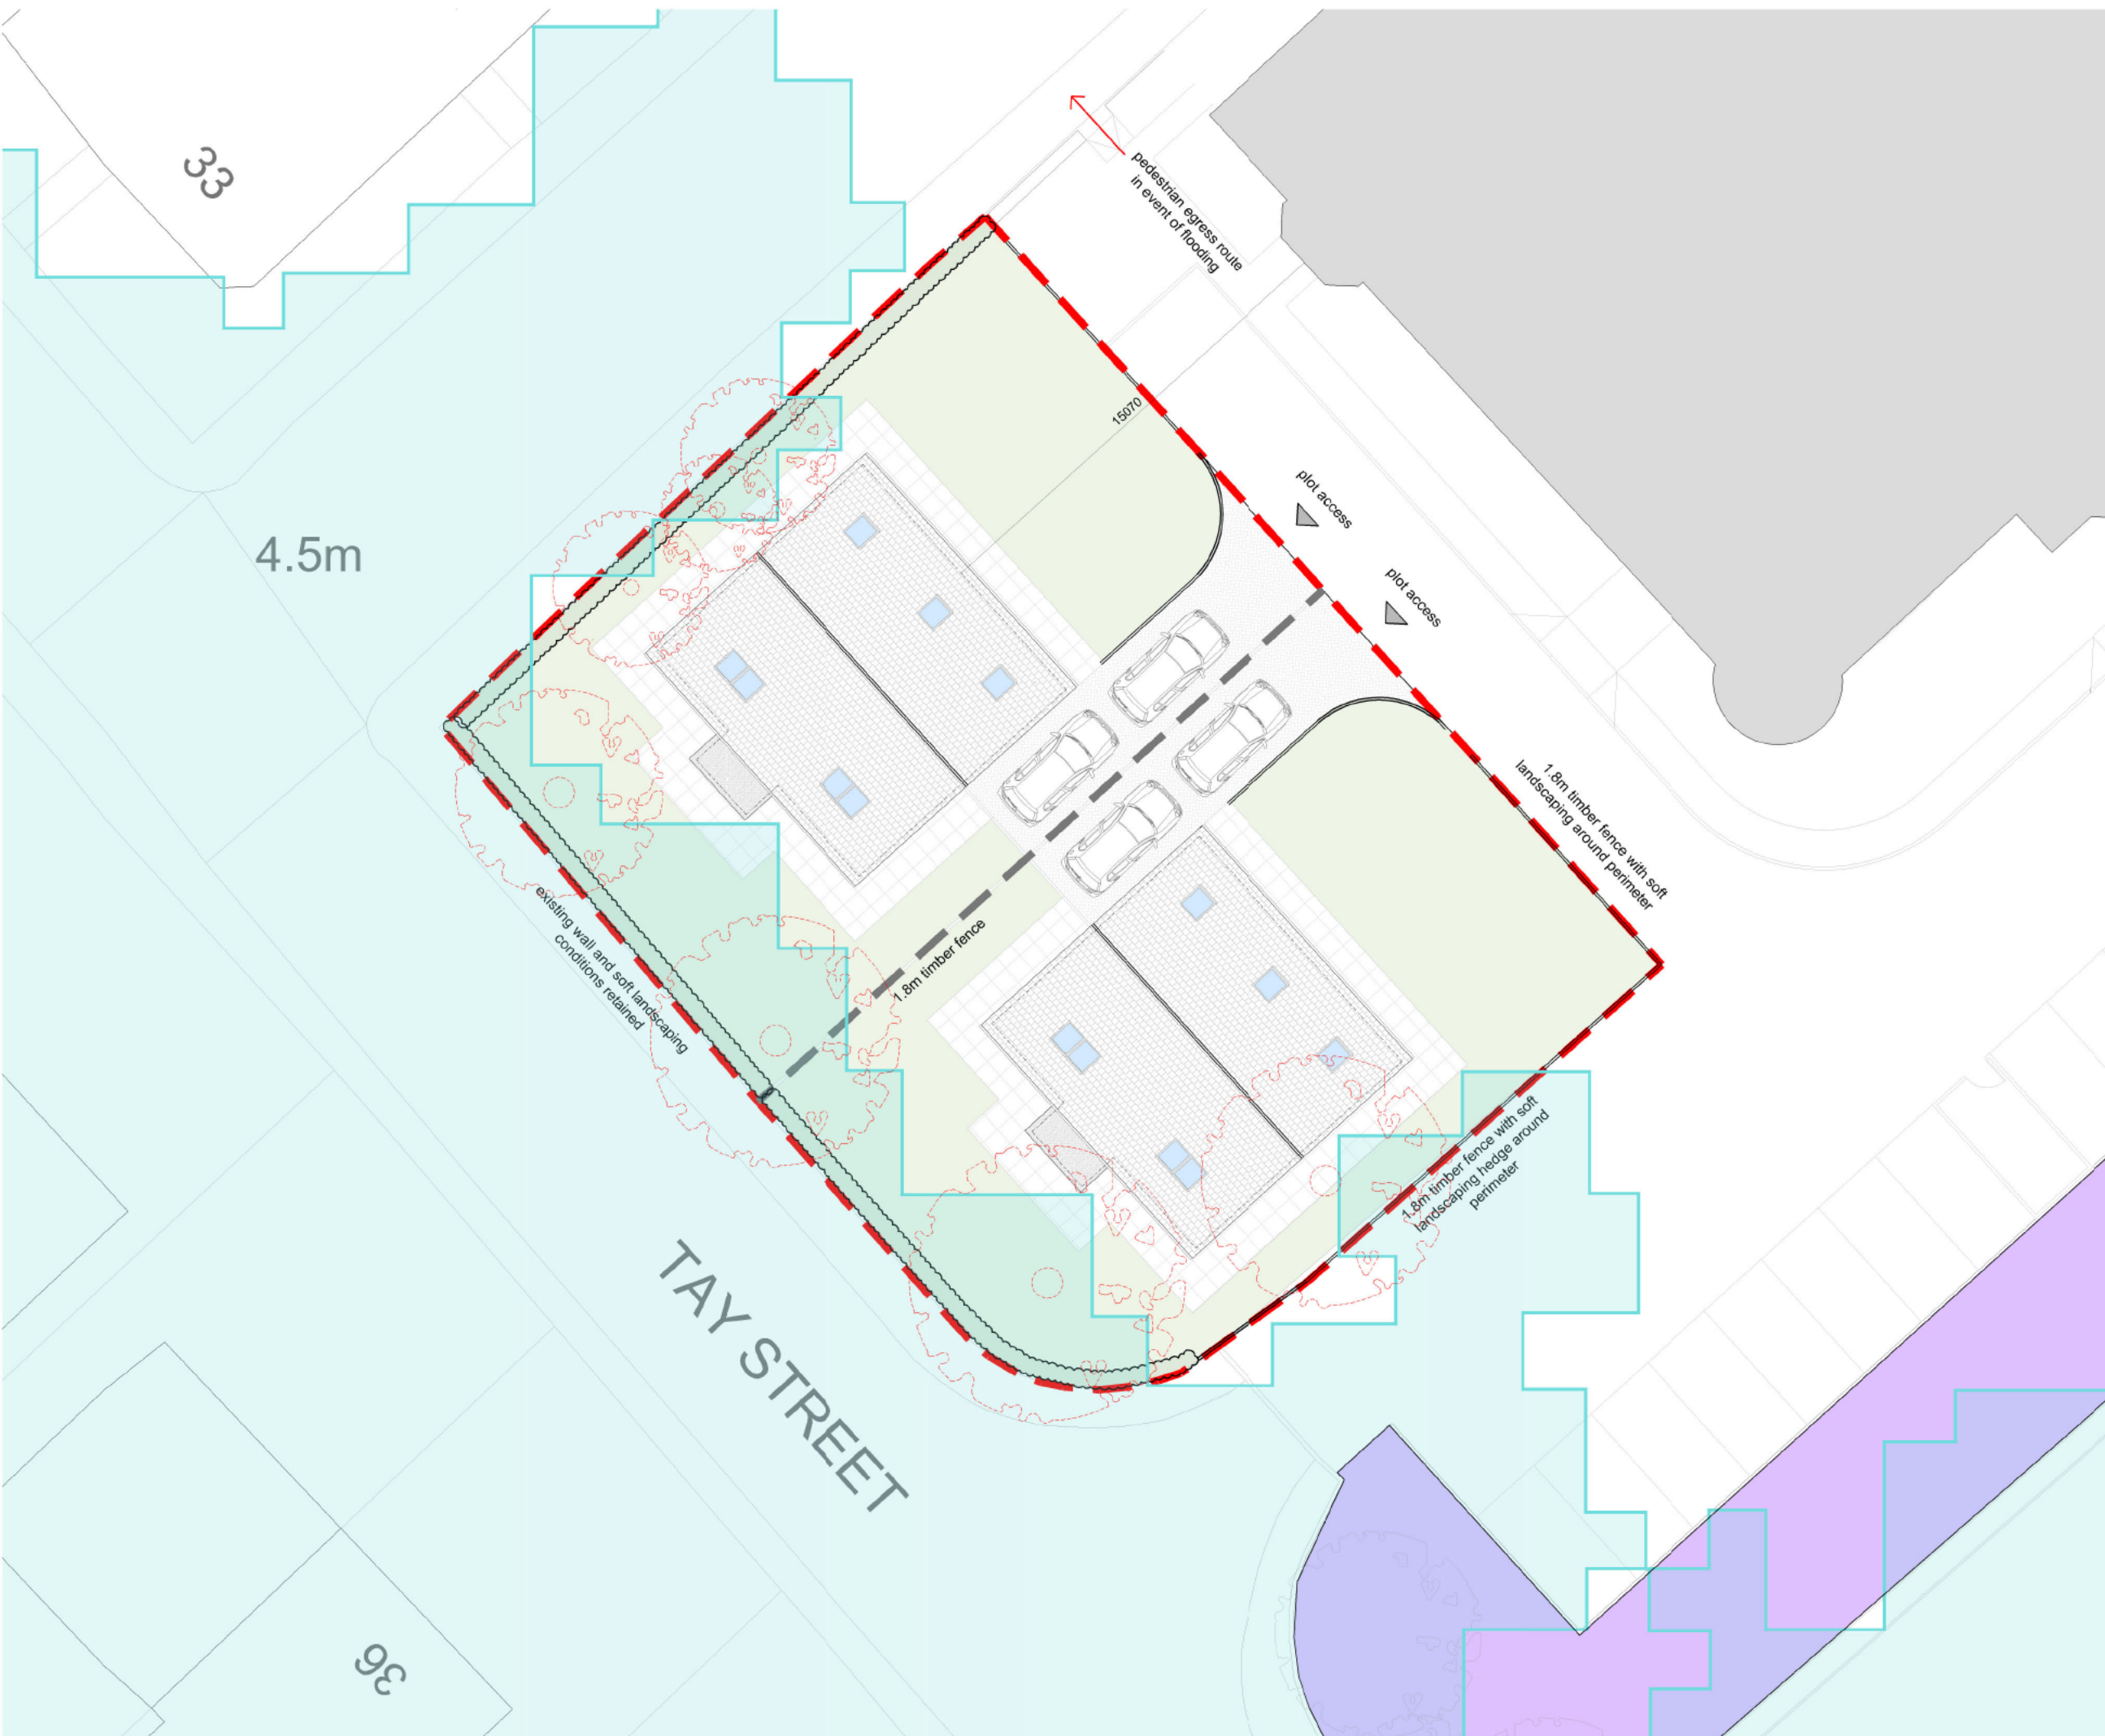 33
pedestrian egress route
in event of flooding
15070
plot access
plot access
4.5m
1.8m timber fence with soft
landscaping around perimeter
existing wall and soft landscaping
conditions retained
1.8m timber fence
1.8m timber fence with soft
landscaping hedge around
perimeter
TAY STREET
36